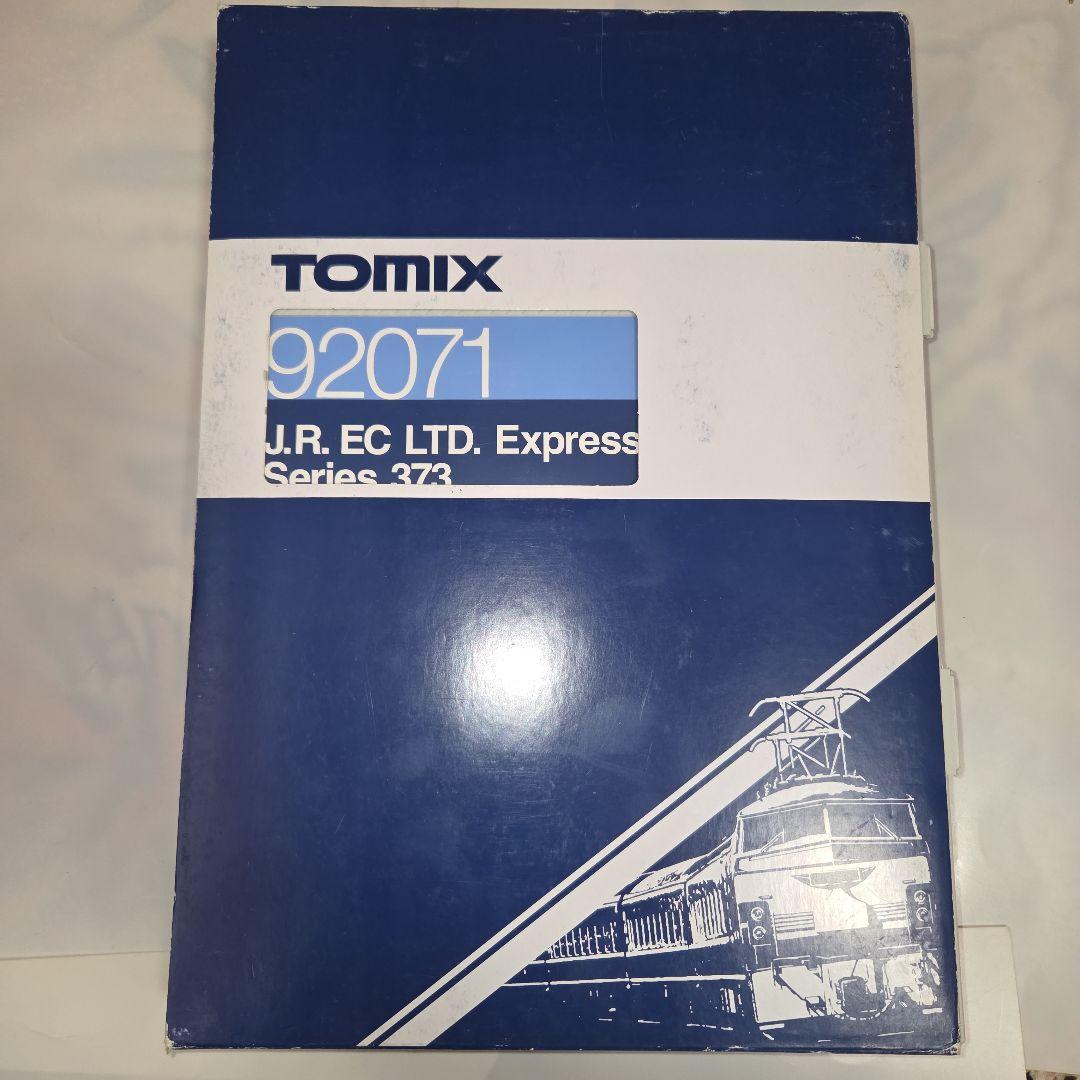 TOMIX
92071
J.R. EC LTD. Express
Series 373